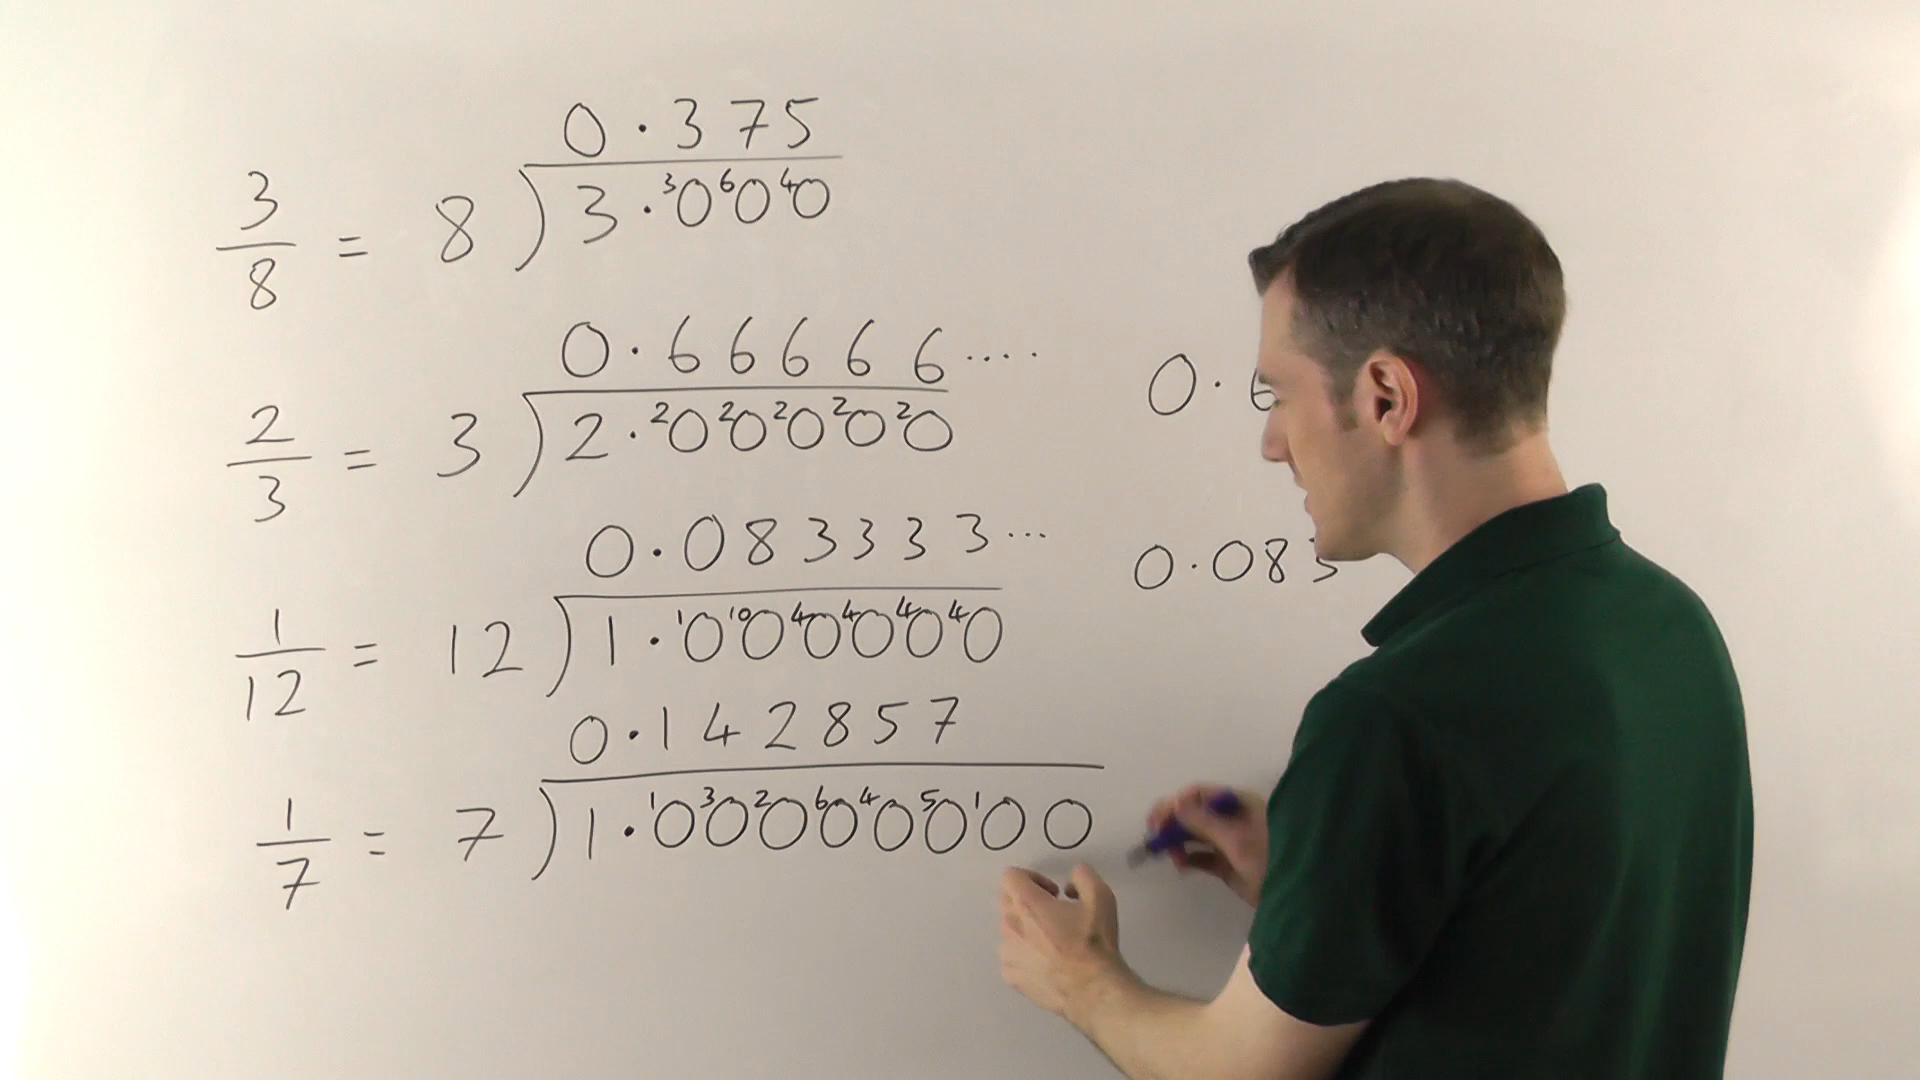 0.375
3/8 = 8 ) 3.³0⁶0⁴0
0.66666....
2/3 = 3 ) 2.²0²0²0²0²0
0.6
0.083333...
0.083
1/12 = 12 ) 1.¹0¹⁰0⁴0⁴0⁴0⁴0
0.142857
1/7 = 7 ) 1.¹0³0²0⁶0⁴0⁵0¹00